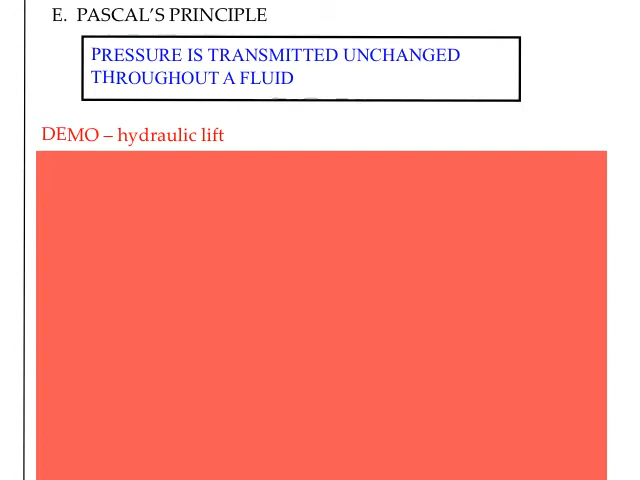 E. PASCAL’S PRINCIPLE
PRESSURE IS TRANSMITTED UNCHANGED
THROUGHOUT A FLUID
DEMO – hydraulic lift